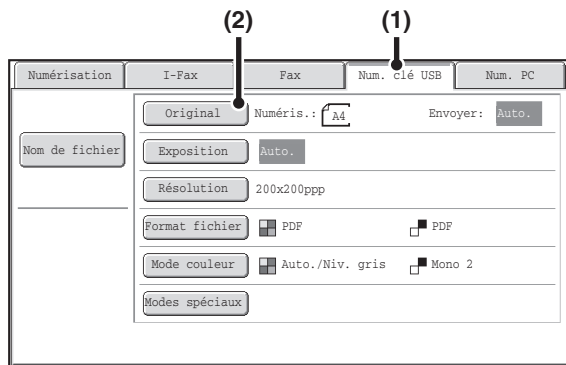 (2) (1)
Numérisation I-Fax Fax Num. clé USB Num. PC
Original Numéris.: A4 Envoyer: Auto.
Nom de fichier Exposition Auto.
Résolution 200x200ppp
Format fichier PDF PDF
Mode couleur Auto./Niv. gris Mono 2
Modes spéciaux